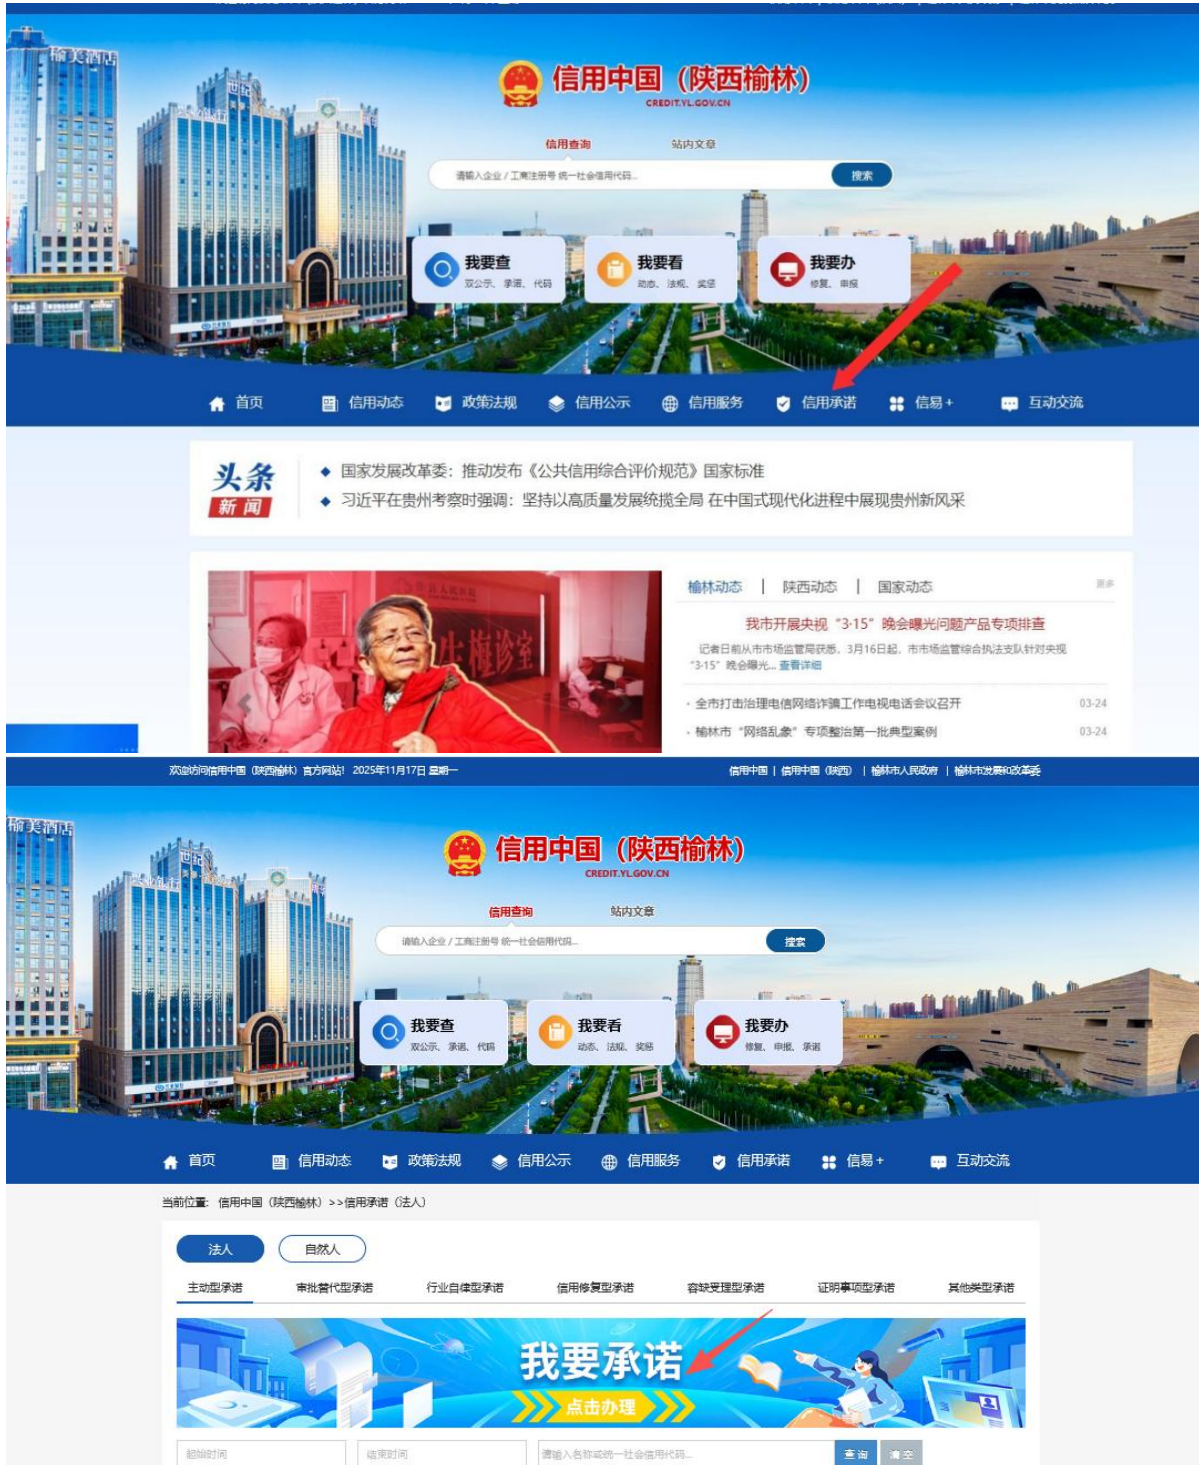 榆美酒店
世纪
信用中国（陕西榆林）
CREDIT.YL.GOV.CN
信用查询 站内文章
请输入企业 / 工商注册号 统一社会信用代码... 搜索
我要查 我要看 我要办
双公示、承诺、代码 动态、法规、奖惩 修复、申报
首页 信用动态 政策法规 信用公示 信用服务 信用承诺 信易+ 互动交流
头条
新闻
国家发展改革委：推动发布《公共信用综合评价规范》国家标准
习近平在贵州考察时强调：坚持以高质量发展统揽全局 在中国式现代化进程中展现贵州新风采
榆林动态 | 陕西动态 | 国家动态 更多
我市开展央视“3·15”晚会曝光问题产品专项排查
记者日前从市市场监管局获悉，3月16日起，市市场监管综合执法支队针对央视
“3·15”晚会曝光... 查看详细
· 全市打击治理电信网络诈骗工作电视电话会议召开 03-24
· 榆林市“网络乱象”专项整治第一批典型案例 03-24
欢迎访问信用中国（陕西榆林）官方网站！ 2025年11月17日 星期一 信用中国 | 信用中国（陕西） | 榆林市人民政府 | 榆林市发展和改革委
榆美酒店
世纪
信用中国（陕西榆林）
CREDIT.YL.GOV.CN
信用查询 站内文章
请输入企业 / 工商注册号 统一社会信用代码... 搜索
我要查 我要看 我要办
双公示、承诺、代码 动态、法规、奖惩 修复、申报、承诺
首页 信用动态 政策法规 信用公示 信用服务 信用承诺 信易+ 互动交流
当前位置： 信用中国（陕西榆林）>>信用承诺（法人）
法人 自然人
主动型承诺 审批替代型承诺 行业自律型承诺 信用修复型承诺 容缺受理型承诺 证明事项型承诺 其他类型承诺
我要承诺
点击办理
起始时间 结束时间 请输入名称或统一社会信用代码... 查询 清空